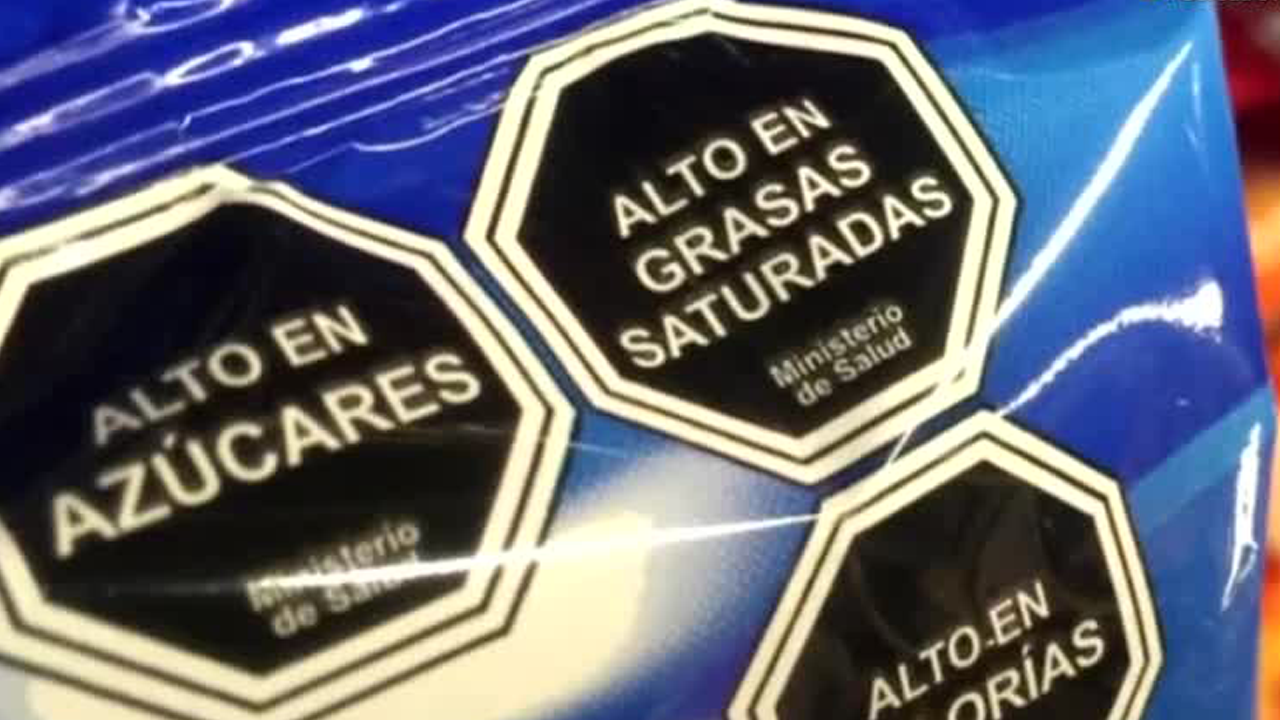 ALTO EN
GRASAS
SATURADAS
Ministerio
de Salud
ALTO EN
AZÚCARES
Ministerio
de Salud
ALTO EN
ORÍAS